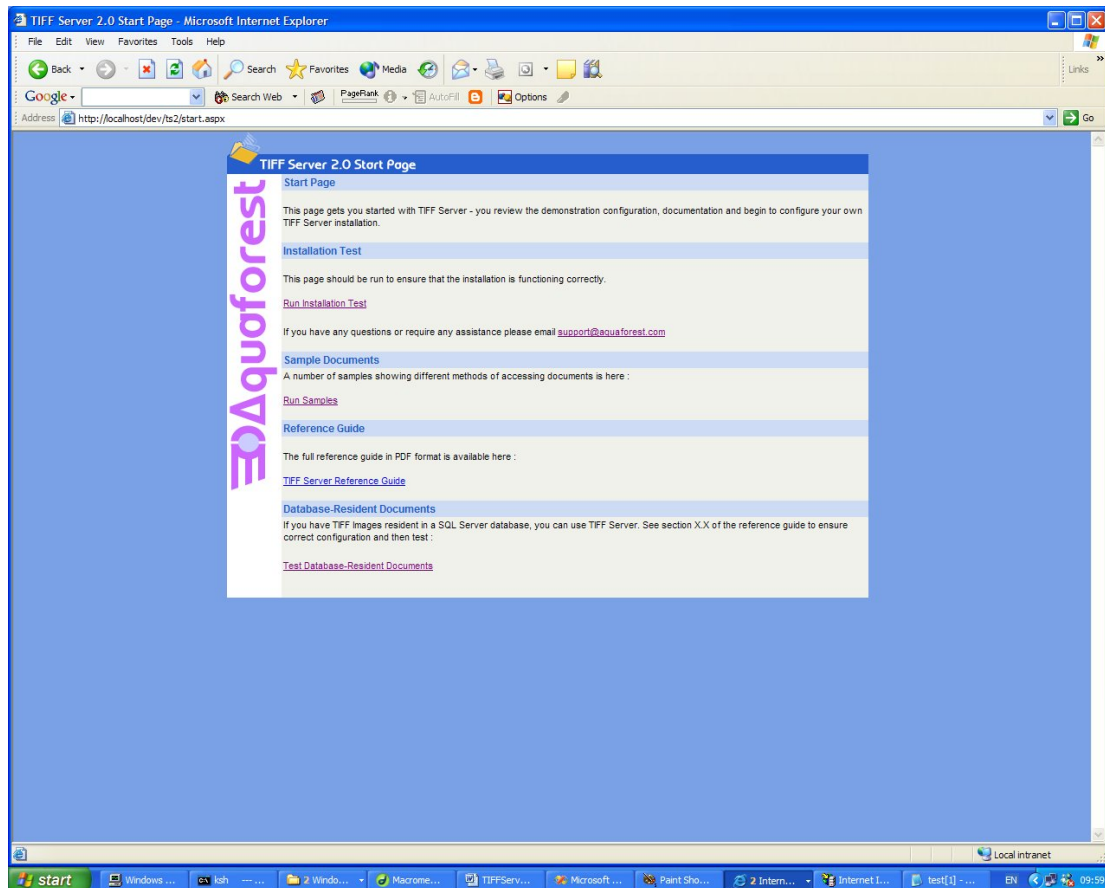 TIFF Server 2.0 Start Page - Microsoft Internet Explorer
File Edit View Favorites Tools Help
Back Search Favorites Media
Links »
Google Search Web PageRank AutoFill Options
Address http://localhost/dev/ts2/start.aspx Go
TIFF Server 2.0 Start Page
Aquaforest
Start Page
This page gets you started with TIFF Server - you review the demonstration configuration, documentation and begin to configure your own
TIFF Server installation.
Installation Test
This page should be run to ensure that the installation is functioning correctly.
Run Installation Test
If you have any questions or require any assistance please email support@aquaforest.com
Sample Documents
A number of samples showing different methods of accessing documents is here :
Run Samples
Reference Guide
The full reference guide in PDF format is available here :
TIFF Server Reference Guide
Database-Resident Documents
If you have TIFF Images resident in a SQL Server database, you can use TIFF Server. See section X.X of the reference guide to ensure
correct configuration and then test :
Test Database-Resident Documents
Local intranet
start Windows ... ksh ---... 2 Windo... Macrome... TIFFServ... Microsoft ... Paint Sho... 2 Intern... Internet I... test[1] - ... EN 09:59